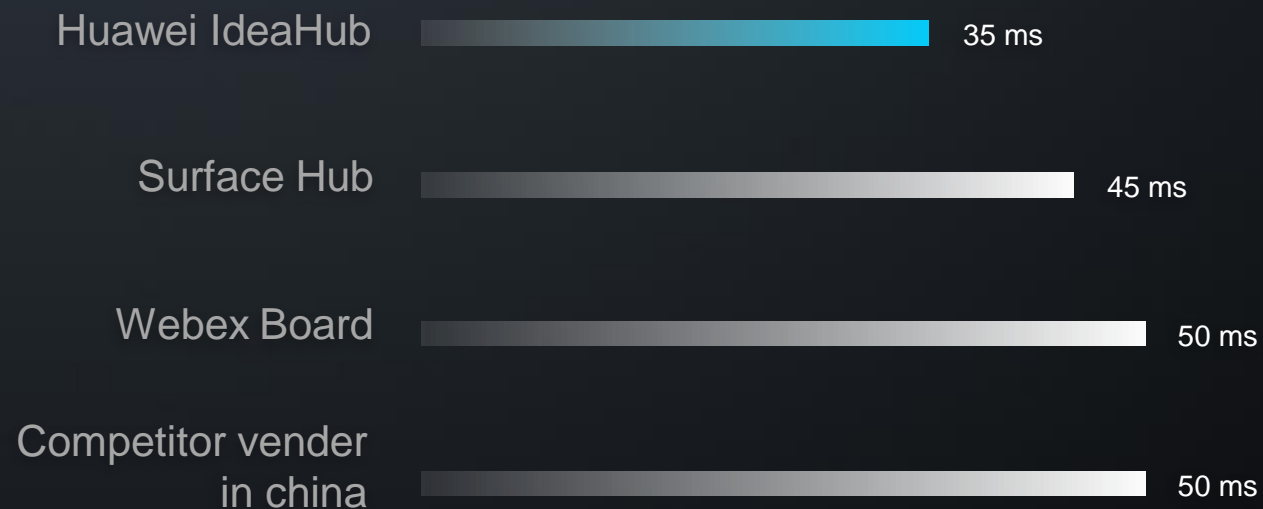 Huawei IdeaHub 35 ms
Surface Hub 45 ms
Webex Board 50 ms
Competitor vender
in china 50 ms